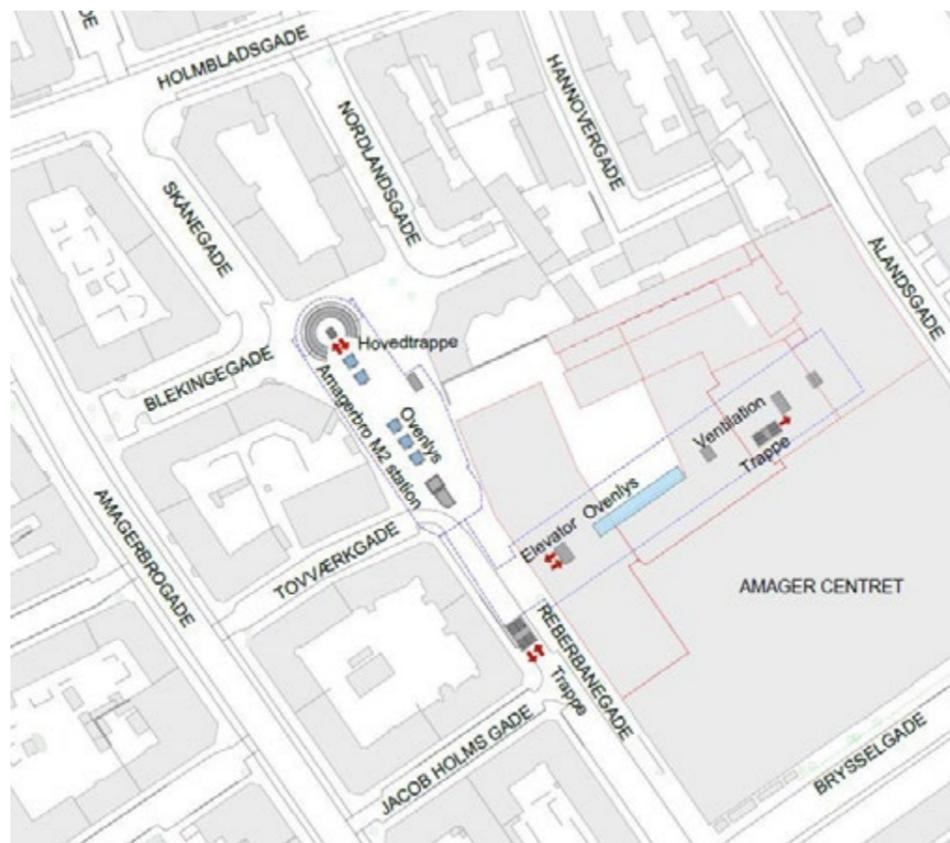 DE
HOLMBLADSGADE
HANNOVERGADE
NORDLANDSGADE
SKÅNEGADE
ÅLANDSGADE
Hovedtrappe
BLEKINGEGADE
Amagerbro M2 station
Ovenlys
Ventilation
Trappe
Elevator
Ovenlys
AMAGERBROGADE
TOVVÆRKGADE
AMAGER CENTRET
REBERBANEGADE
Trappe
JACOB HOLMS GADE
BRYSSELGADE